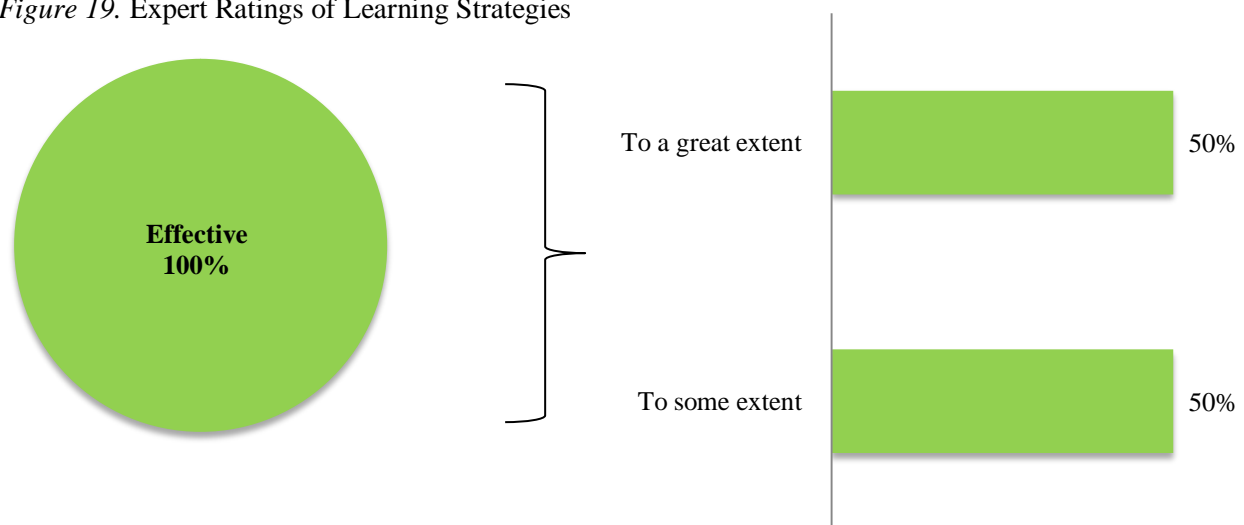 Figure 19. Expert Ratings of Learning Strategies
Effective
100%
To a great extent
50%
To some extent
50%